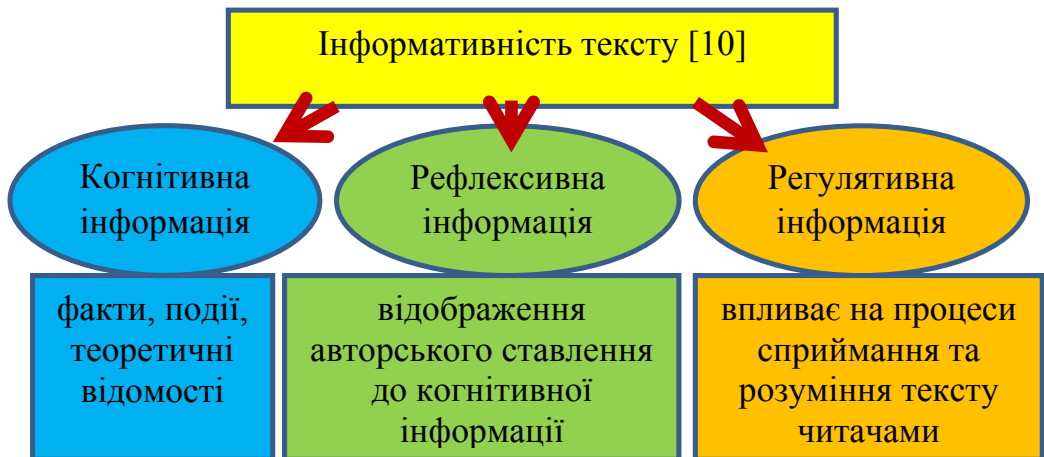 Інформативність тексту [10]
Когнітивна
інформація
Рефлексивна
інформація
Регулятивна
інформація
факти, події,
теоретичні
відомості
відображення
авторського ставлення
до когнітивної
інформації
впливає на процеси
сприймання та
розуміння тексту
читачами